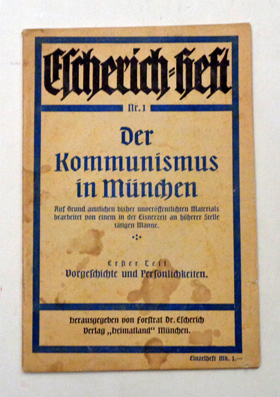 Escherich-Heft
Nr. 1
Der
Kommunismus
in München
Auf Grund amtlichen bisher unveröffentlichten Materials
bearbeitet von einem in der Eisnerzeit an höherer Stelle
tätigen Manne.
Erster Teil
Vorgeschichte und Persönlichkeiten.
Herausgegeben von Forstrat Dr. Escherich
Verlag „Heimatland" München.
Einzelheft Mk. 1.—